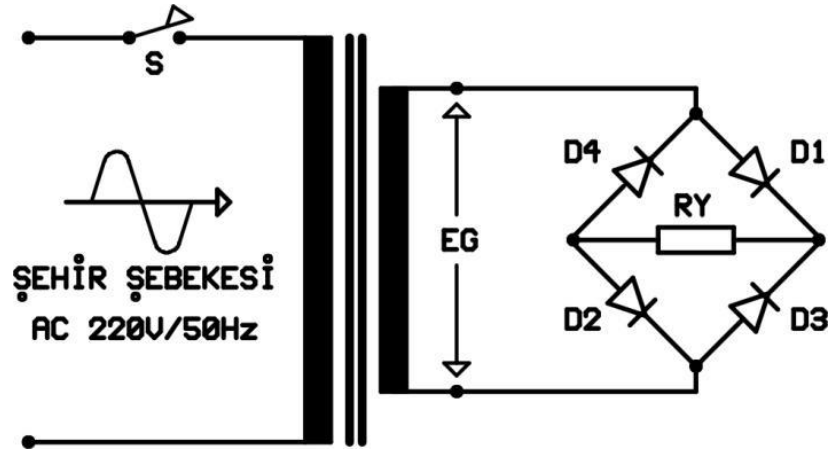 S
D4
D1
RY
EG
ŞEHİR ŞEBEKESİ
D2
D3
AC 220V/50Hz